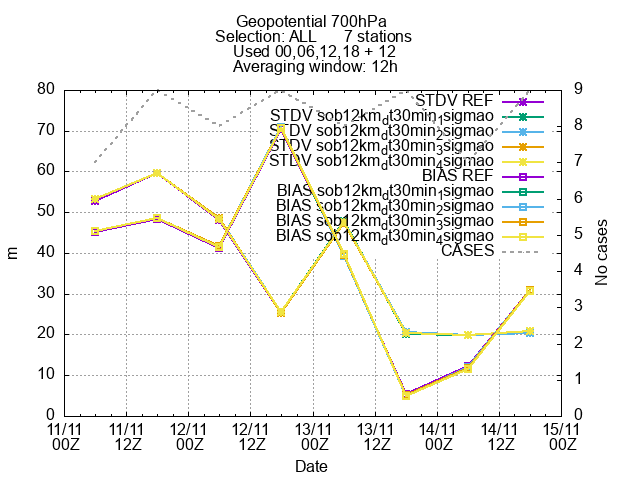 Geopotential 700hPa
Selection: ALL 7 stations
Used 00,06,12,18 + 12
Averaging window: 12h
80
70
60
50
40
30
20
10
0
m
9
8
7
6
5
4
3
2
1
0
No cases
STDV REF
STDV sob12km_dt30min_1sigmao
STDV sob12km_dt30min_2sigmao
STDV sob12km_dt30min_3sigmao
STDV sob12km_dt30min_4sigmao
BIAS REF
BIAS sob12km_dt30min_1sigmao
BIAS sob12km_dt30min_2sigmao
BIAS sob12km_dt30min_3sigmao
BIAS sob12km_dt30min_4sigmao
CASES
11/11 11/11 12/11 12/11 13/11 13/11 14/11 14/11 15/11
00Z 12Z 00Z 12Z 00Z 12Z 00Z 12Z 00Z
Date